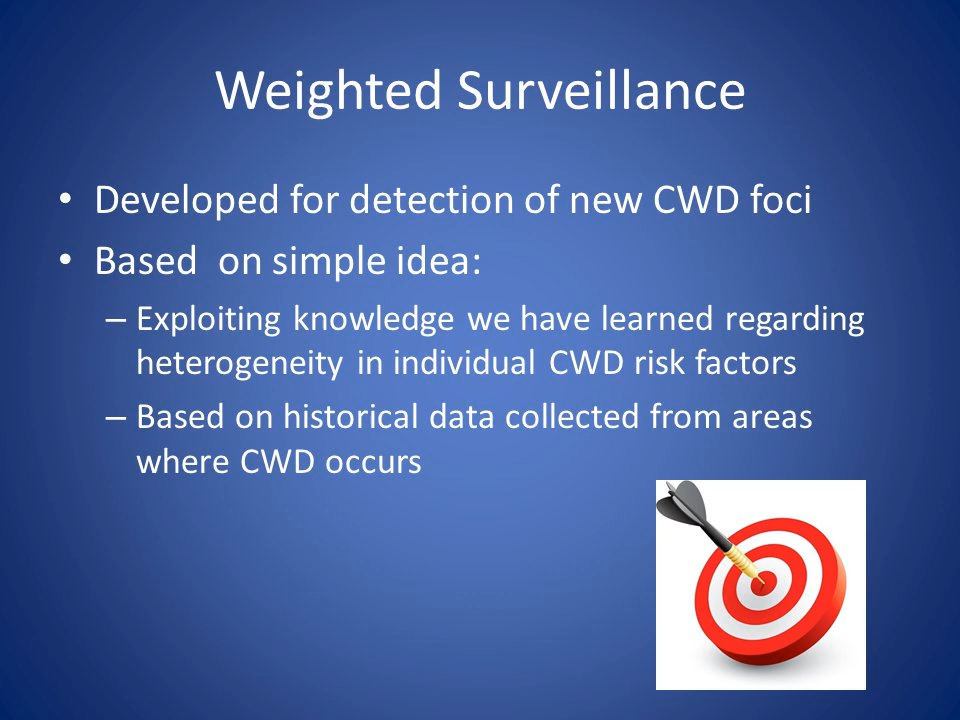 Weighted Surveillance
• Developed for detection of new CWD foci
• Based  on simple idea:
– Exploiting knowledge we have learned regarding
heterogeneity in individual CWD risk factors
– Based on historical data collected from areas
where CWD occurs